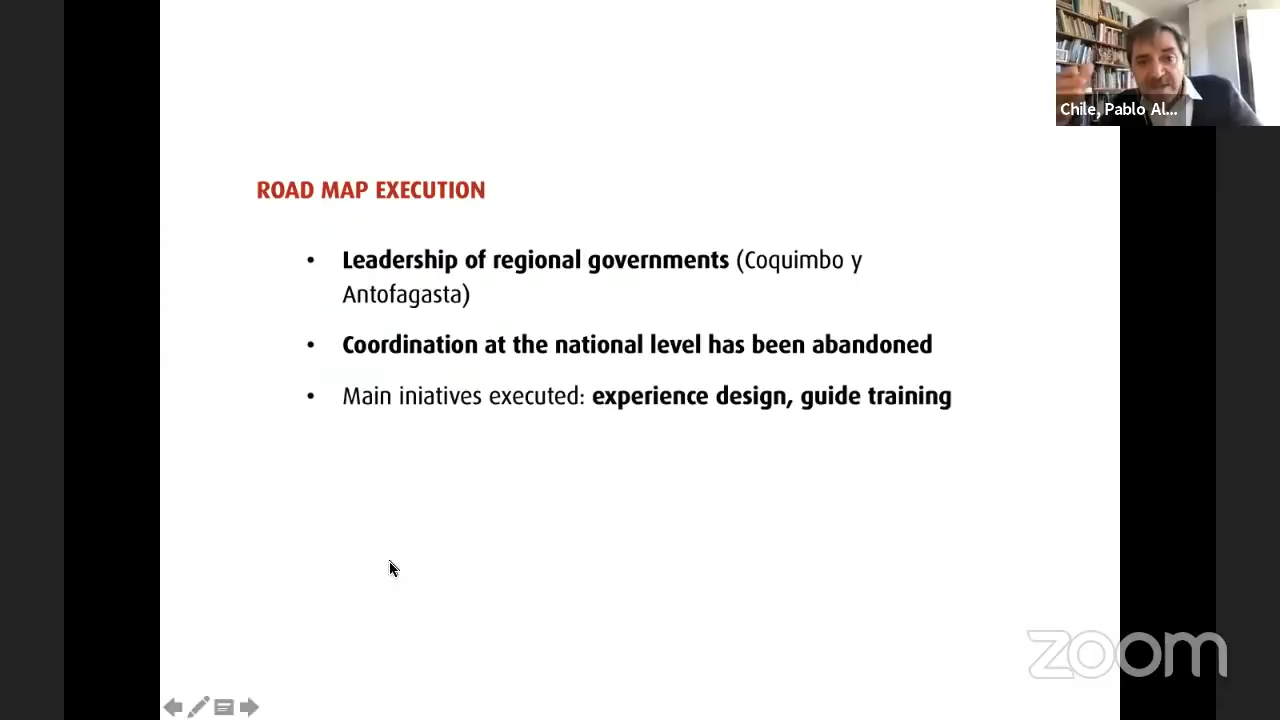 Chile, Pablo Al...
ROAD MAP EXECUTION
• Leadership of regional governments (Coquimbo y
Antofagasta)
• Coordination at the national level has been abandoned
• Main iniatives executed: experience design, guide training
zoom